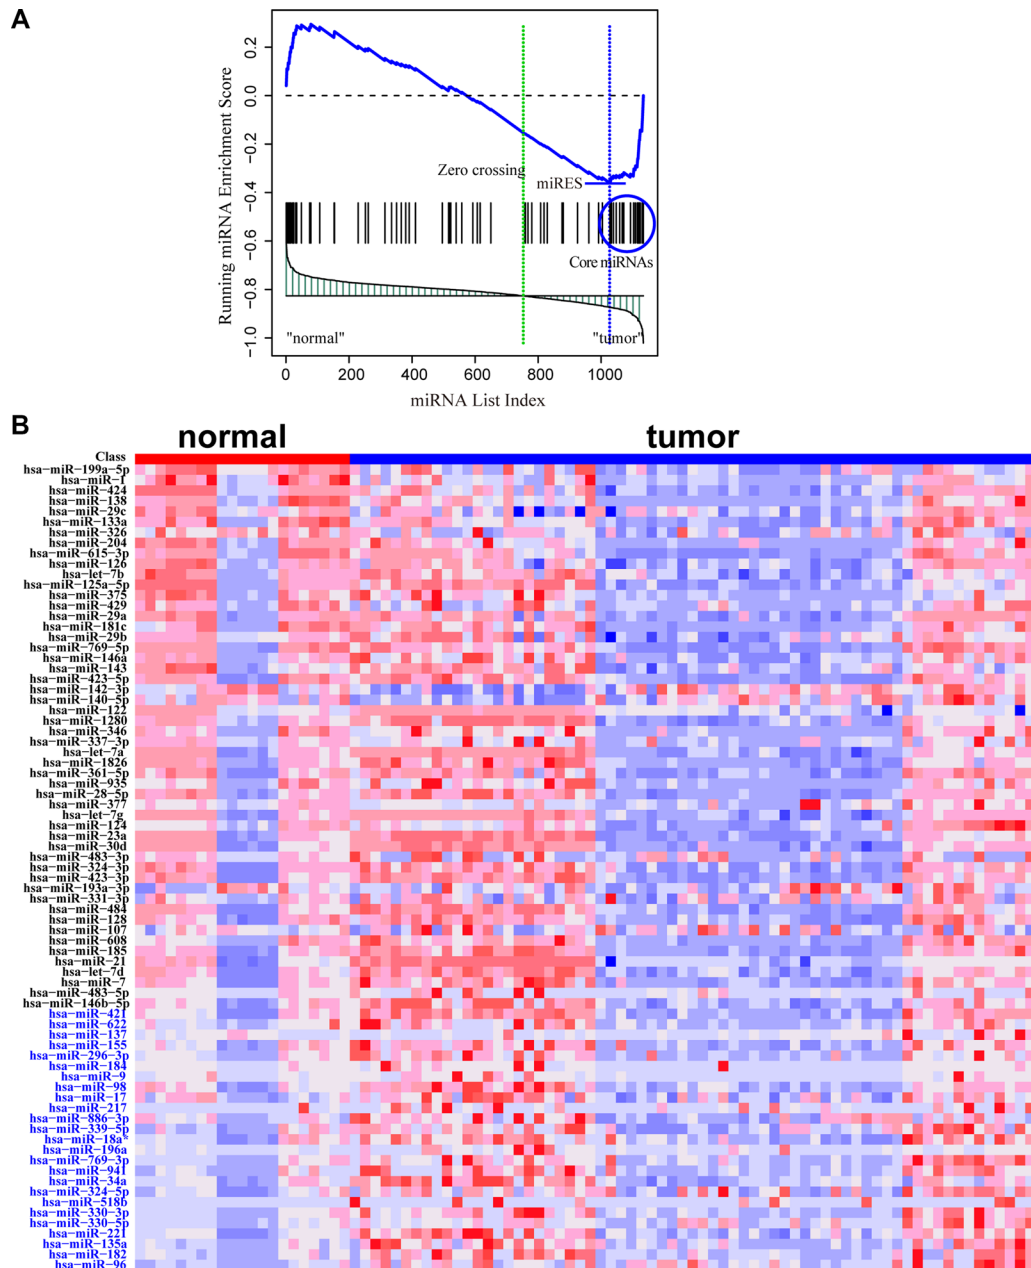 A
Running miRNA Enrichment Score
0.2
0.0
−0.2
−0.4
−0.6
−0.8
−1.0
Zero crossing
miRES
Core miRNAs
"normal"
"tumor"
0
200
400
600
800
1000
miRNA List Index
B
normal
tumor
Class
hsa−miR−199a−5p
hsa−miR−1
hsa−miR−424
hsa−miR−138
hsa−miR−29c
hsa−miR−133a
hsa−miR−326
hsa−miR−204
hsa−miR−615−3p
hsa−miR−126
hsa−let−7b
hsa−miR−125a−5p
hsa−miR−375
hsa−miR−429
hsa−miR−29a
hsa−miR−181c
hsa−miR−29b
hsa−miR−769−5p
hsa−miR−146a
hsa−miR−143
hsa−miR−423−5p
hsa−miR−142−3p
hsa−miR−140−5p
hsa−miR−122
hsa−miR−1280
hsa−miR−346
hsa−miR−337−3p
hsa−let−7a
hsa−miR−1826
hsa−miR−361−5p
hsa−miR−935
hsa−miR−28−5p
hsa−miR−377
hsa−let−7g
hsa−miR−124
hsa−miR−23a
hsa−miR−30d
hsa−miR−483−3p
hsa−miR−324−3p
hsa−miR−423−3p
hsa−miR−193a−3p
hsa−miR−331−3p
hsa−miR−484
hsa−miR−128
hsa−miR−107
hsa−miR−608
hsa−miR−185
hsa−miR−21
hsa−let−7d
hsa−miR−7
hsa−miR−483−5p
hsa−miR−146b−5p
hsa−miR−421
hsa−miR−622
hsa−miR−137
hsa−miR−155
hsa−miR−296−3p
hsa−miR−184
hsa−miR−9
hsa−miR−98
hsa−miR−17
hsa−miR−217
hsa−miR−886−3p
hsa−miR−339−5p
hsa−miR−18a*
hsa−miR−196a
hsa−miR−769−3p
hsa−miR−941
hsa−miR−34a
hsa−miR−324−5p
hsa−miR−518b
hsa−miR−330−3p
hsa−miR−330−5p
hsa−miR−221
hsa−miR−135a
hsa−miR−182
hsa−miR−96